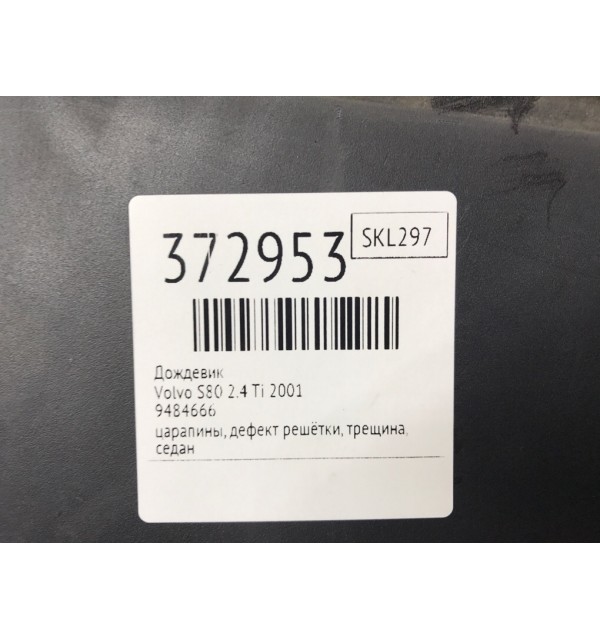 372953
SKL297
Дождевик
Volvo S80 2.4 Ti 2001
9484666
царапины, дефект решётки, трещина,
седан